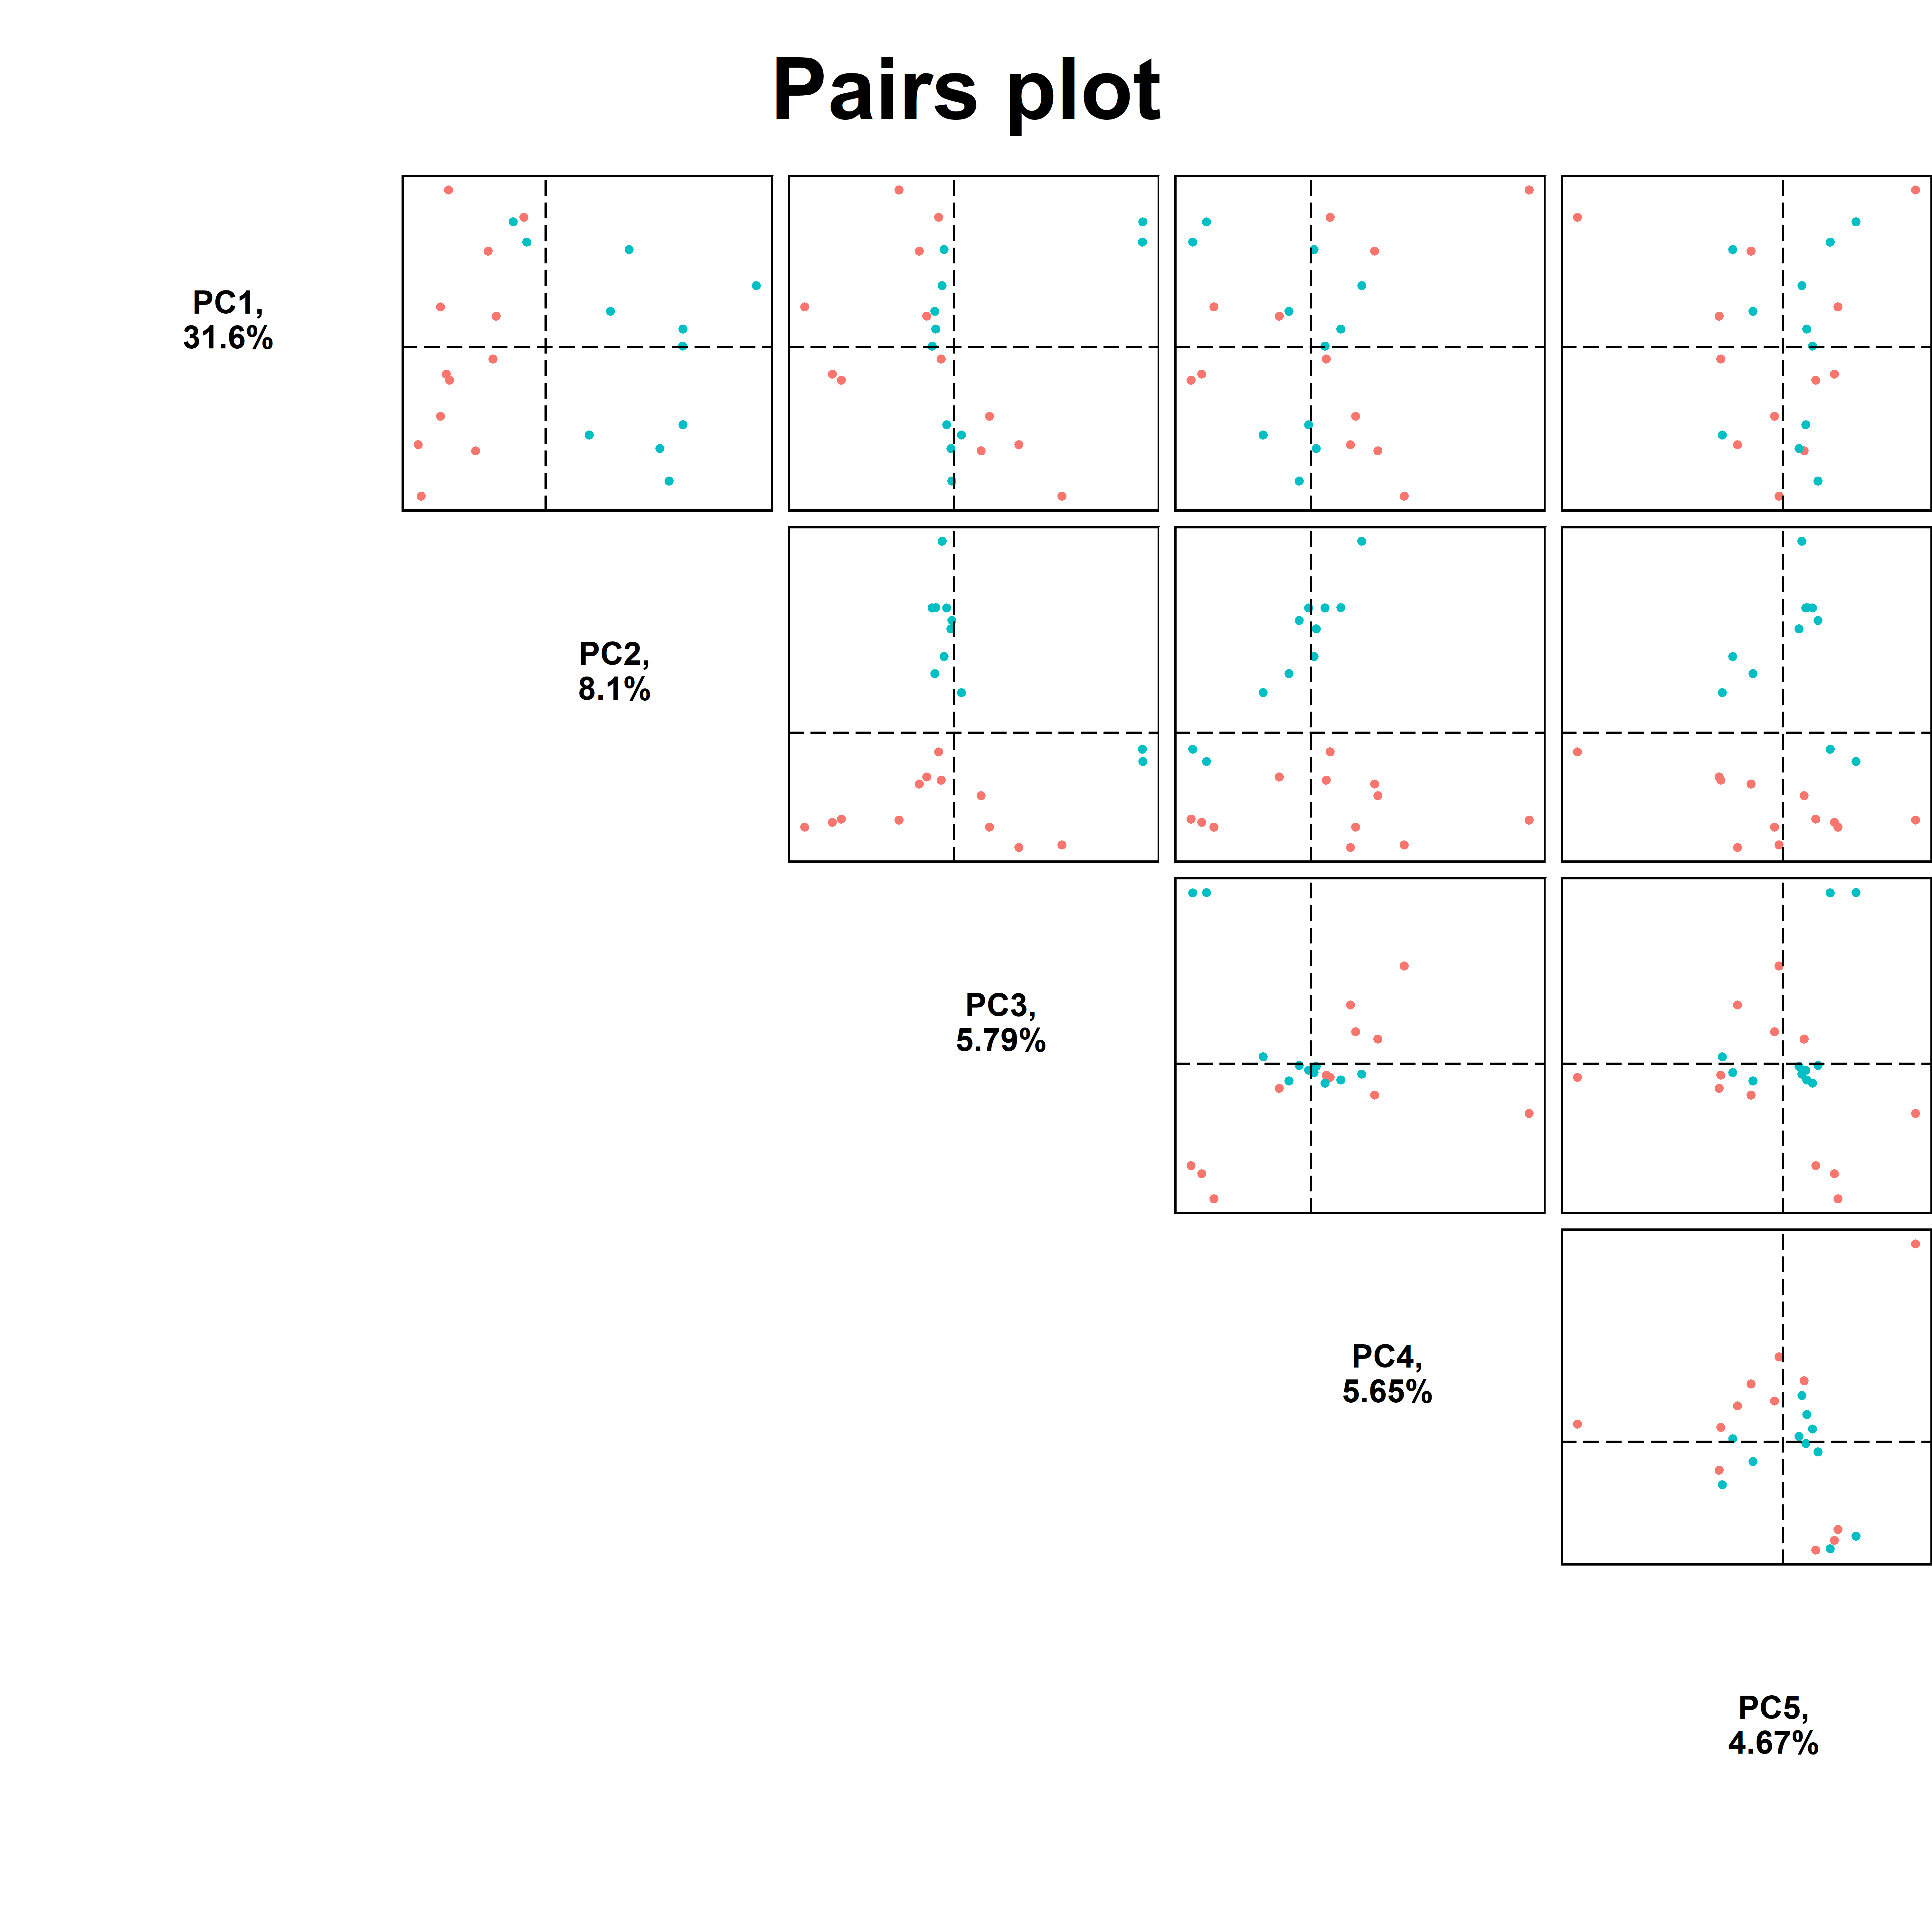 Pairs plot
PC1,
31.6%
PC2,
8.1%
PC3,
5.79%
PC4,
5.65%
PC5,
4.67%